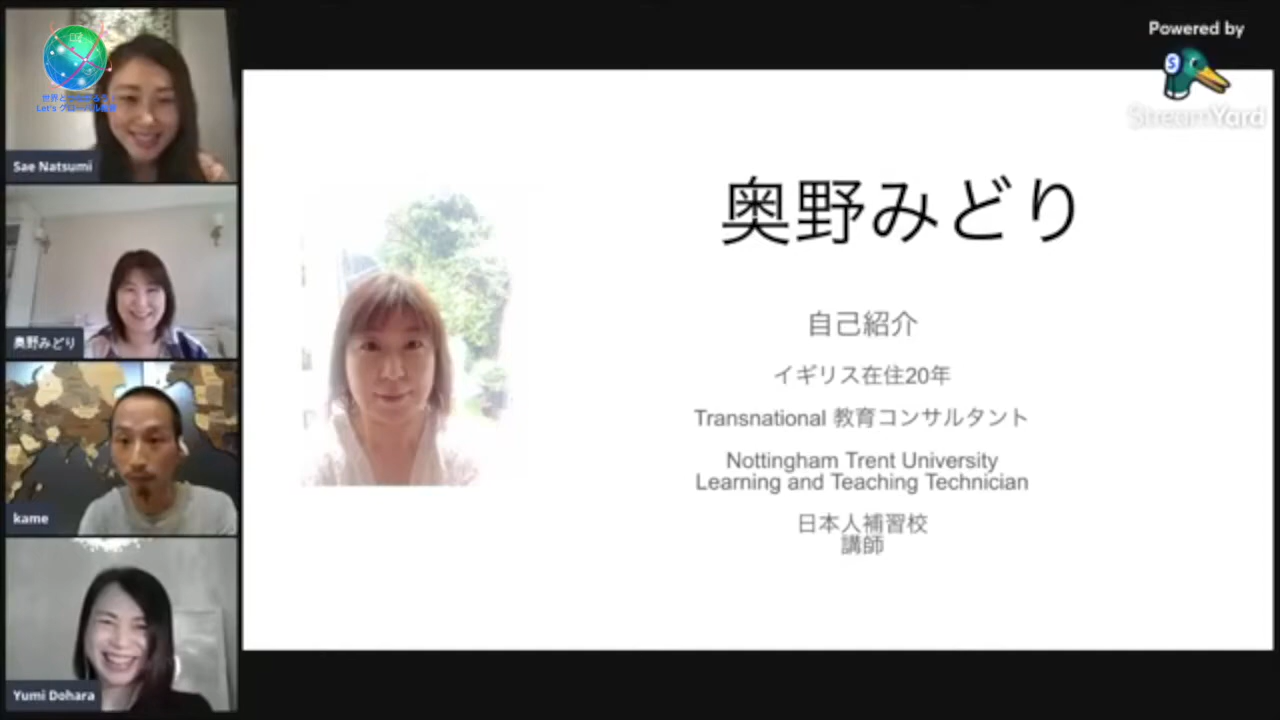 Let's
Sae Natsumi
奥野みどり
kame
Yumi Dohara
Powered by
StreamYard
奥野みどり
自己紹介
イギリス在住20年
Transnational 教育コンサルタント
Nottingham Trent University
Learning and Teaching Technician
日本人補習校
講師